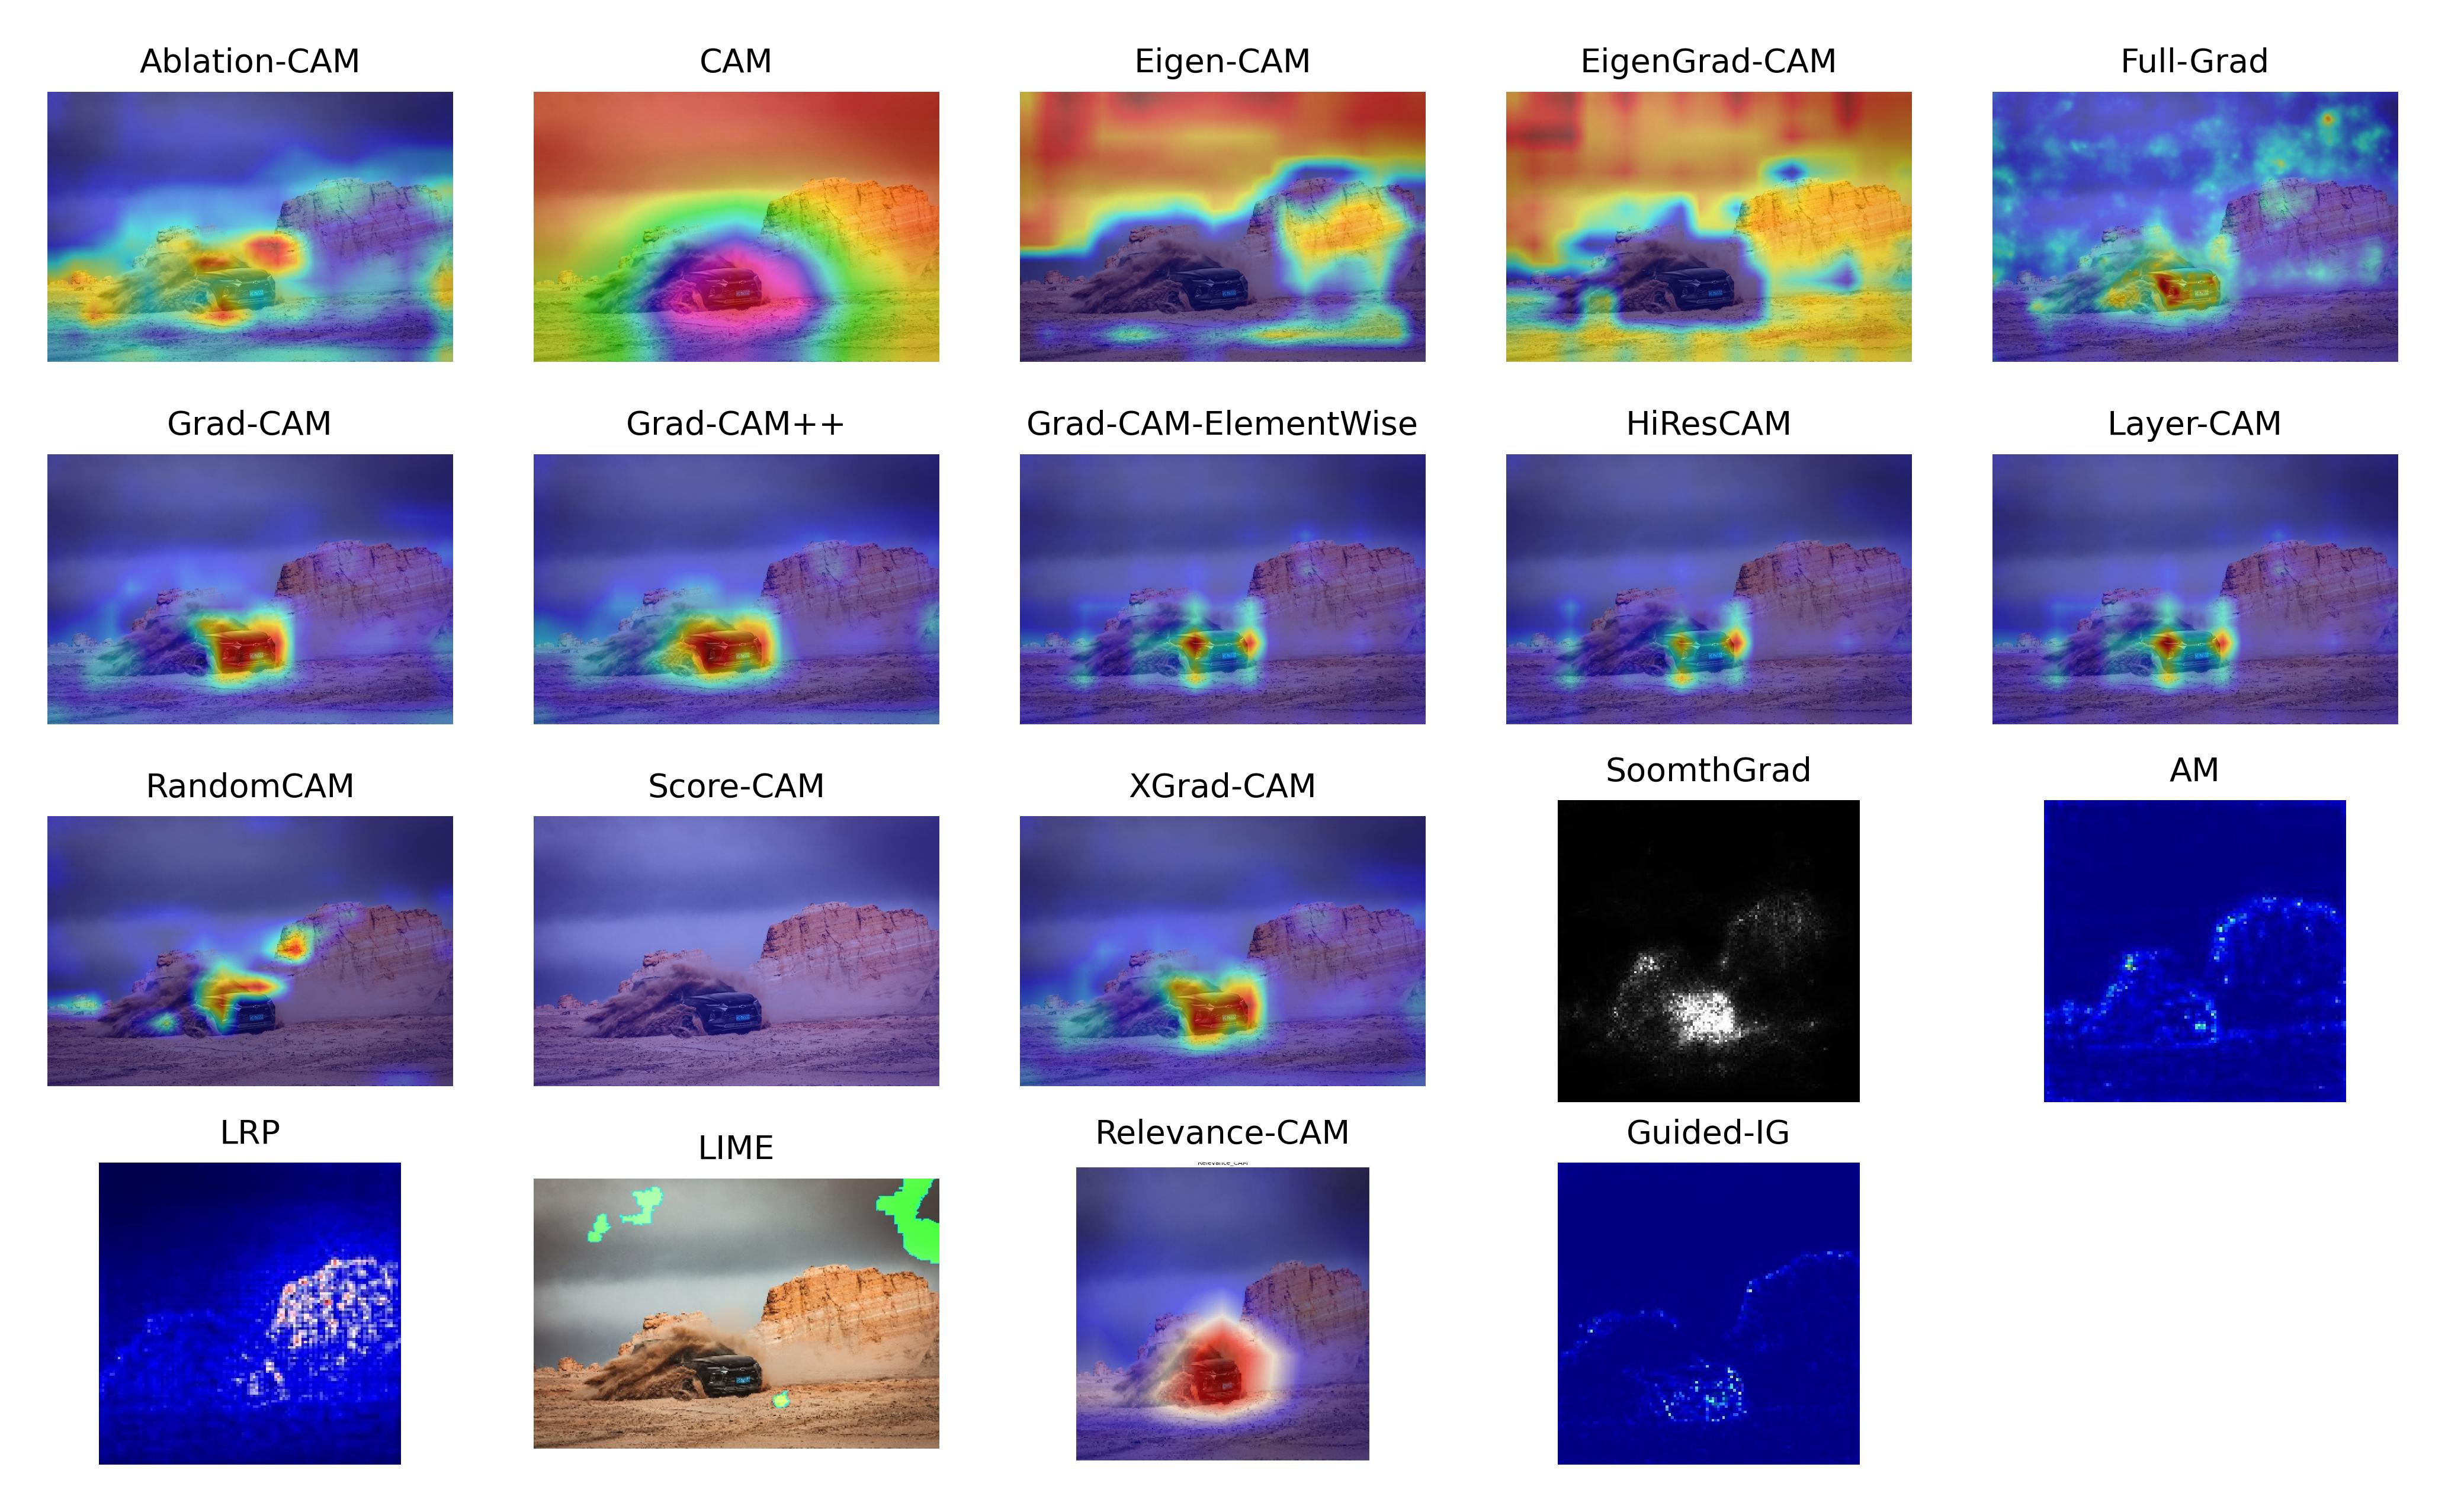 Ablation-CAM
CAM
Eigen-CAM
EigenGrad-CAM
Full-Grad
Grad-CAM
Grad-CAM++
Grad-CAM-ElementWise
HiResCAM
Layer-CAM
RandomCAM
Score-CAM
XGrad-CAM
SoomthGrad
AM
LRP
LIME
Relevance-CAM
Guided-IG